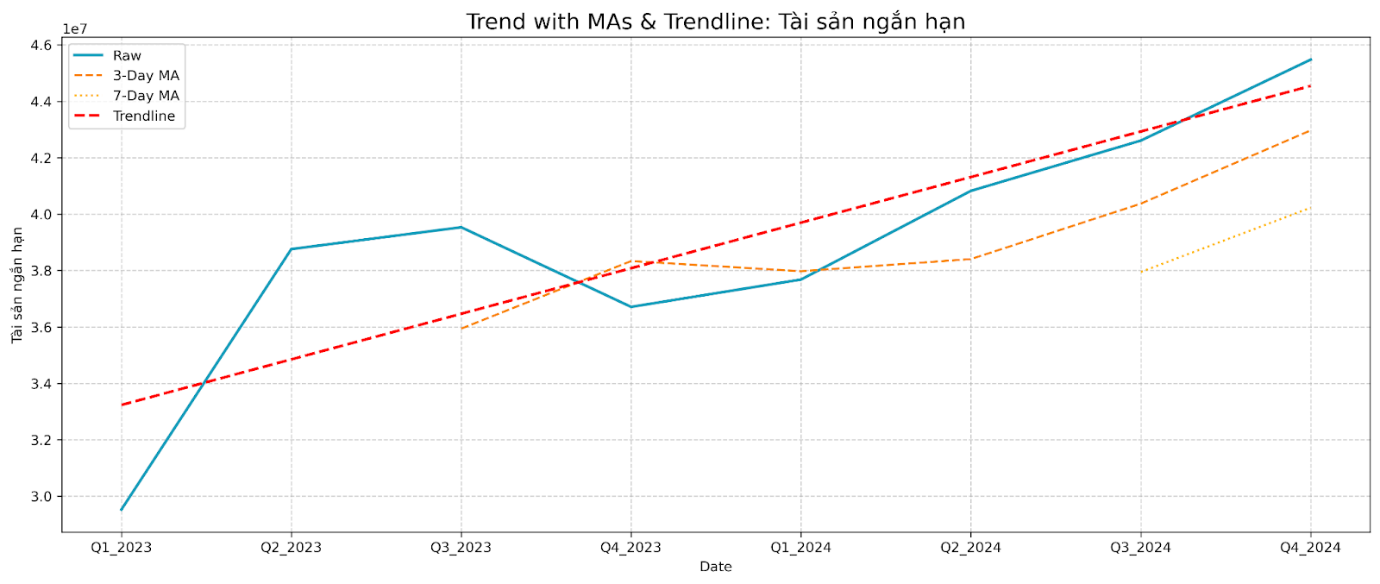 Trend with MAs & Trendline: Tài sản ngắn hạn
1e7
Raw
3-Day MA
7-Day MA
Trendline
4.6
4.4
4.2
4.0
3.8
3.6
3.4
3.2
3.0
Tài sản ngắn hạn
Q1_2023 Q2_2023 Q3_2023 Q4_2023 Q1_2024 Q2_2024 Q3_2024 Q4_2024
Date